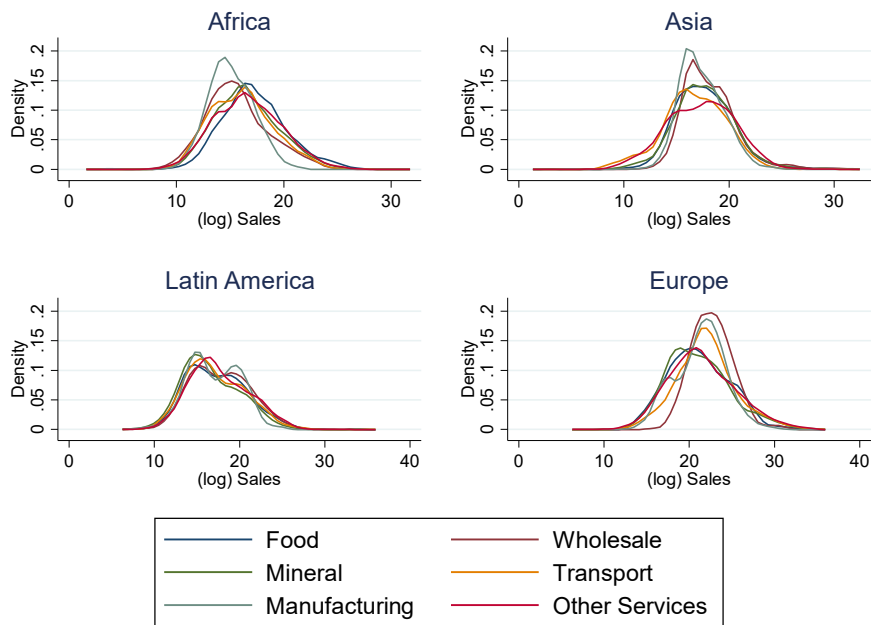 Africa
Density
0 .05 .1 .15 .2
0 10 20 30
(log) Sales
Asia
Density
0 .05 .1 .15 .2
0 10 20 30
(log) Sales
Latin America
Density
0 .05 .1 .15 .2
0 10 20 30 40
(log) Sales
Europe
Density
0 .05 .1 .15 .2
0 10 20 30 40
(log) Sales
Food Wholesale
Mineral Transport
Manufacturing Other Services